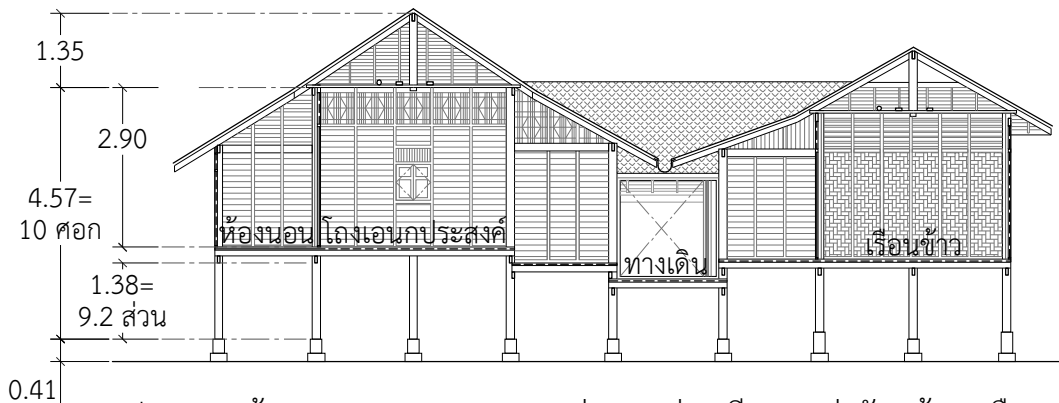 1.35
2.90
4.57=
10 ศอก
ห้องนอน โถงเอนกประสงค์
เรือนข้าว
ทางเดิน
1.38=
9.2 ส่วน
0.41